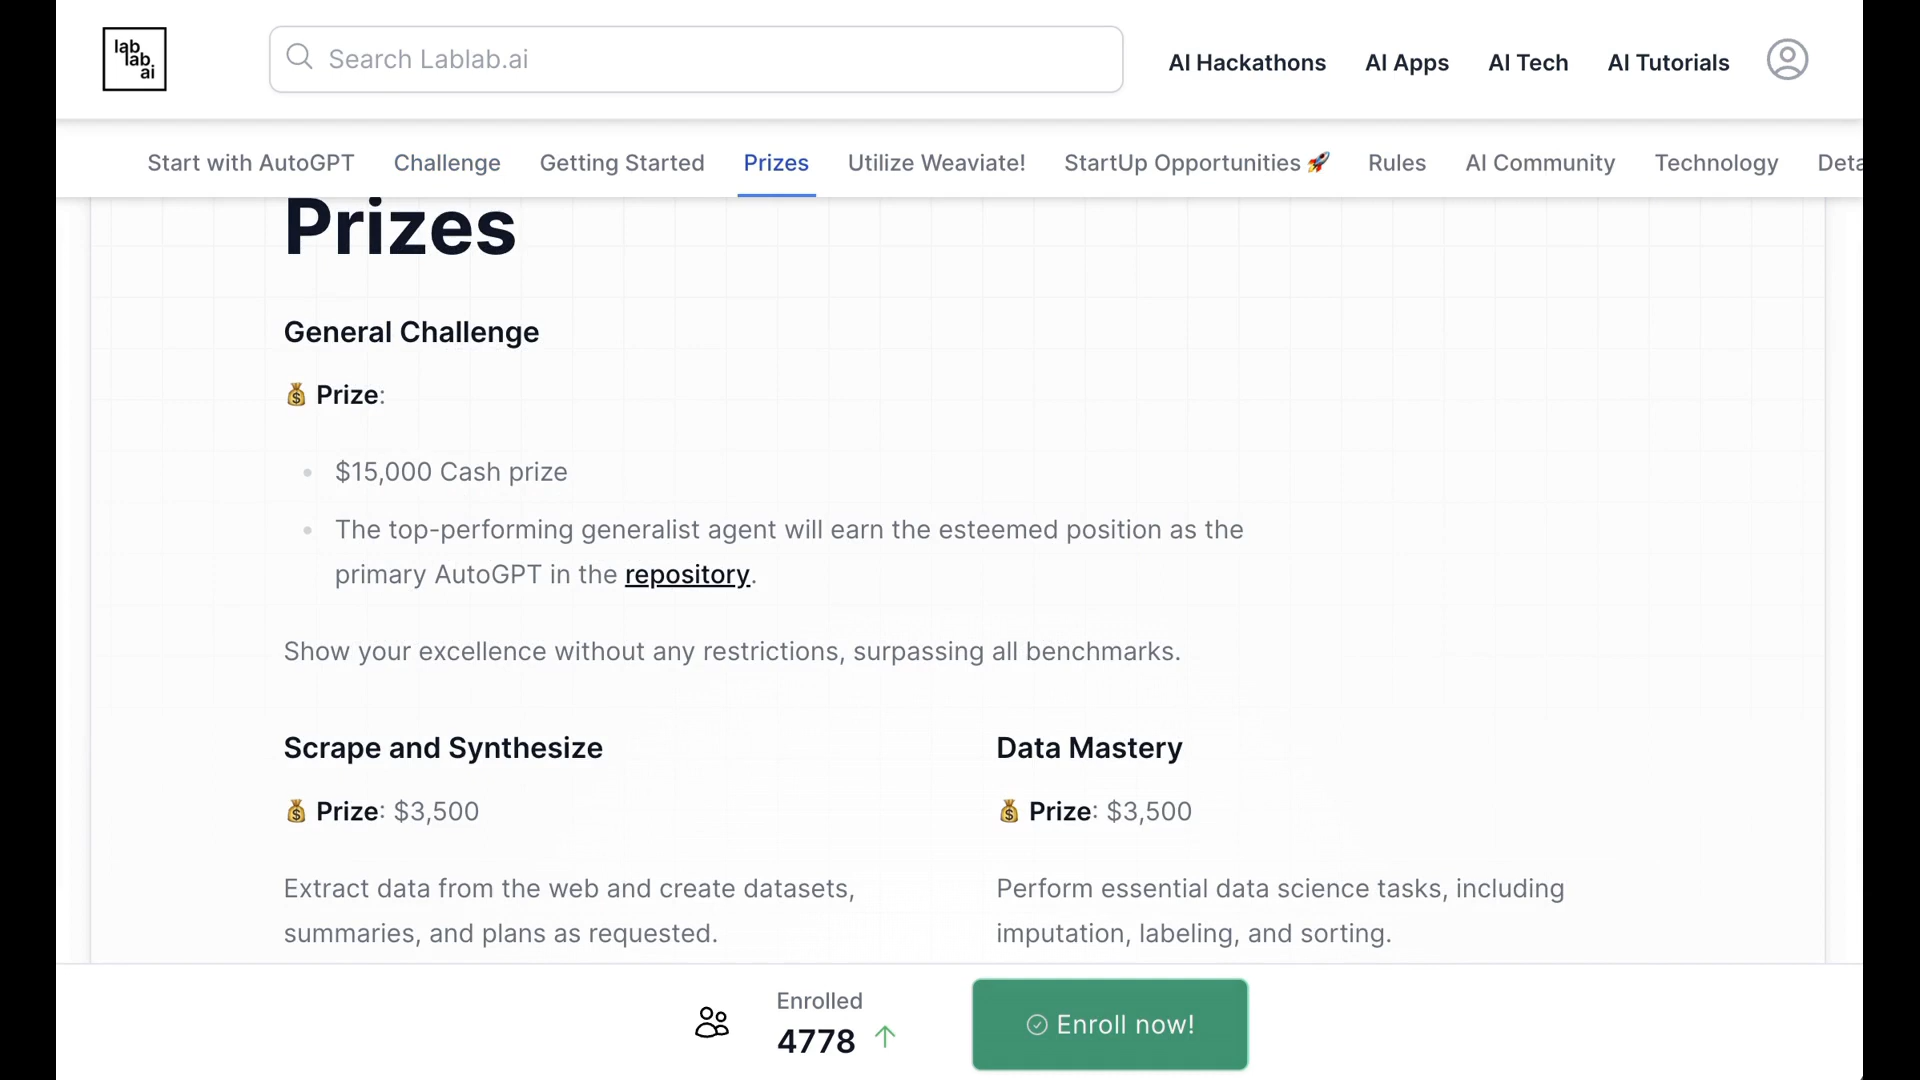 lab
lab
ai
Search Lablab.ai
AI Hackathons
AI Apps
AI Tech
AI Tutorials
Start with AutoGPT
Challenge
Getting Started
Prizes
Utilize Weaviate!
StartUp Opportunities 🚀
Rules
AI Community
Technology
Deta
Prizes
General Challenge
💰 Prize:
• $15,000 Cash prize
• The top-performing generalist agent will earn the esteemed position as the
primary AutoGPT in the repository.
Show your excellence without any restrictions, surpassing all benchmarks.
Scrape and Synthesize
💰 Prize: $3,500
Extract data from the web and create datasets,
summaries, and plans as requested.
Data Mastery
💰 Prize: $3,500
Perform essential data science tasks, including
imputation, labeling, and sorting.
Enrolled
4778
Enroll now!